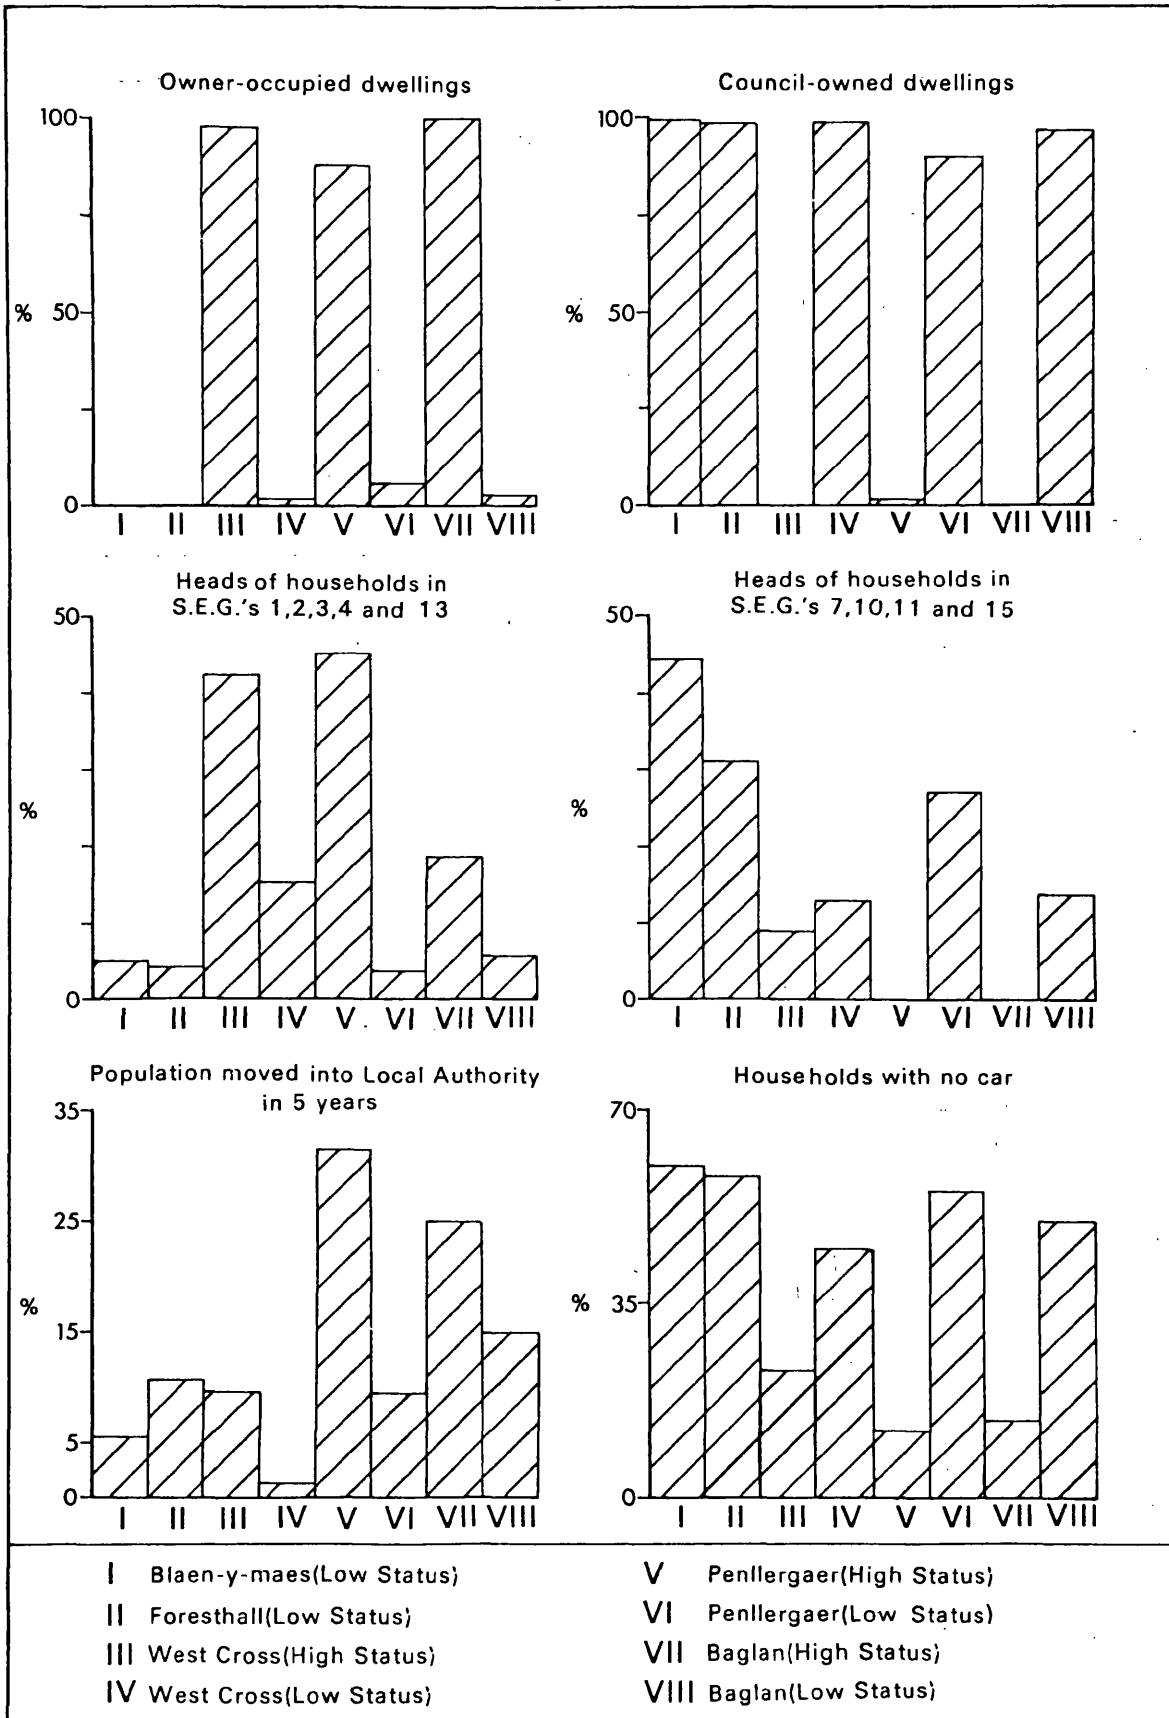 Owner-occupied dwellings
100
%
50
0
I II III IV V VI VII VIII
Council-owned dwellings
100
%
50
0
I II III IV V VI VII VIII
Heads of households in
S.E.G.'s 1,2,3,4 and 13
50
%
0
I II III IV V VI VII VIII
Heads of households in
S.E.G.'s 7,10,11 and 15
50
%
0
I II III IV V VI VII VIII
Population moved into Local Authority
in 5 years
35
25
%
15
5
0
I II III IV V VI VII VIII
Households with no car
70
%
35
0
I II III IV V VI VII VIII
I Blaen-y-maes(Low Status)
II Foresthall(Low Status)
III West Cross(High Status)
IV West Cross(Low Status)
V Penllergaer(High Status)
VI Penllergaer(Low Status)
VII Baglan(High Status)
VIII Baglan(Low Status)